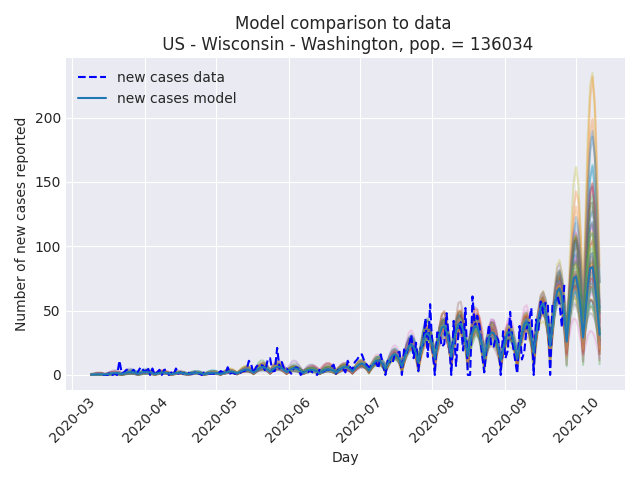 Model comparison to data
US - Wisconsin - Washington, pop. = 136034
new cases data
new cases model
Number of new cases reported
200
150
100
50
0
2020-03
2020-04
2020-05
2020-06
2020-07
2020-08
2020-09
2020-10
Day